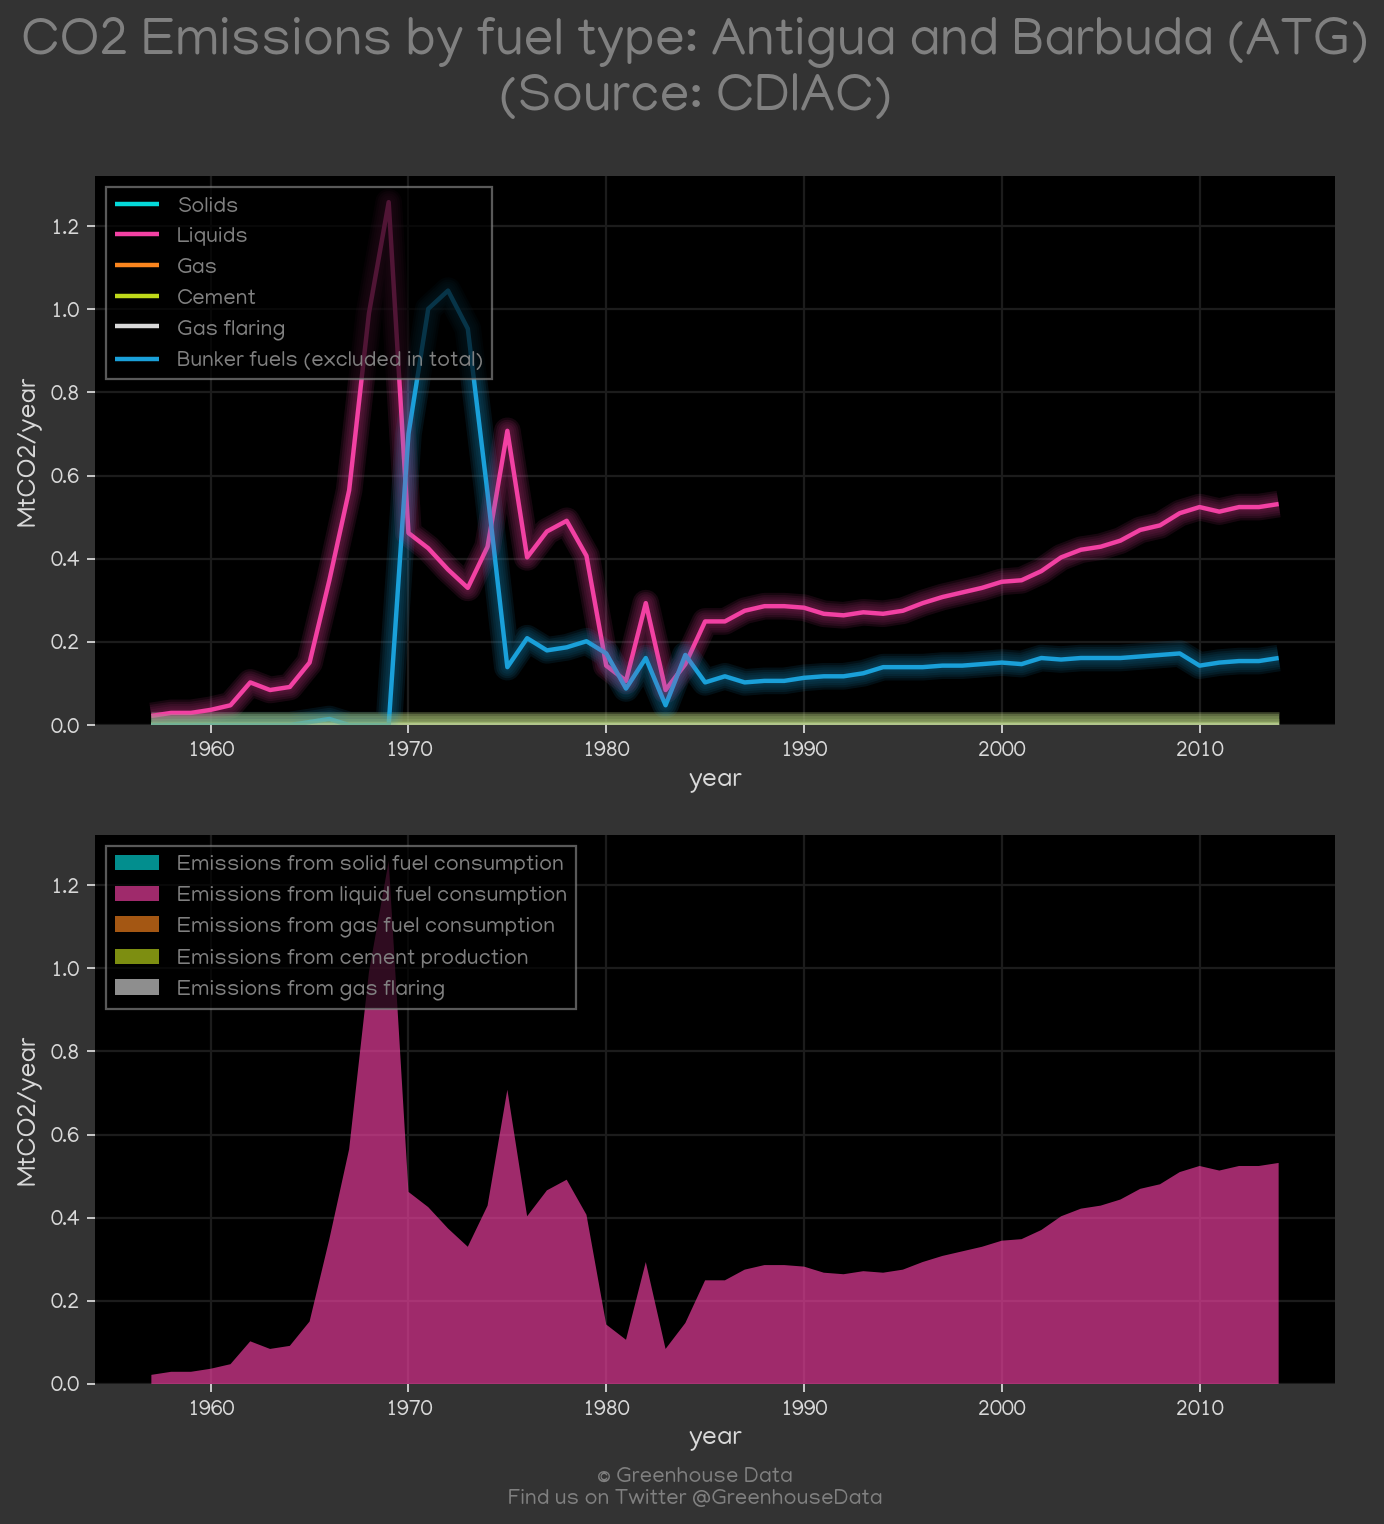 CO2 Emissions by fuel type: Antigua and Barbuda (ATG)
(Source: CDIAC)
Solids
Liquids
Gas
Cement
Gas flaring
Bunker fuels (excluded in total)
MtCO2/year
1.2
1.0
0.8
0.6
0.4
0.2
0.0
1960 1970 1980 1990 2000 2010
year
Emissions from solid fuel consumption
Emissions from liquid fuel consumption
Emissions from gas fuel consumption
Emissions from cement production
Emissions from gas flaring
MtCO2/year
1.2
1.0
0.8
0.6
0.4
0.2
0.0
1960 1970 1980 1990 2000 2010
year
© Greenhouse Data
Find us on Twitter @GreenhouseData